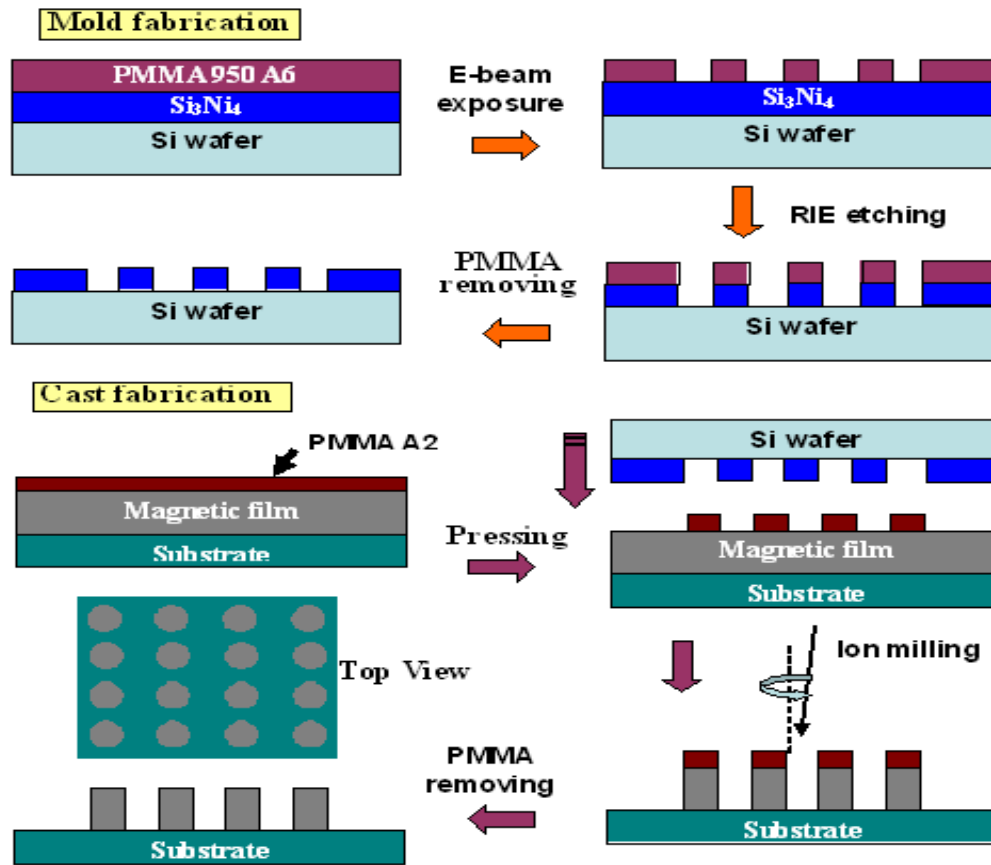 Mold fabrication
PMMA 950 A6
Si₃Ni₄
Si wafer
E-beam
exposure
Si₃Ni₄
Si wafer
RIE etching
Si wafer
PMMA
removing
Si wafer
Cast fabrication
PMMA A2
Magnetic film
Substrate
Pressing
Si wafer
Magnetic film
Substrate
Top View
Ion milling
PMMA
removing
Substrate
Substrate